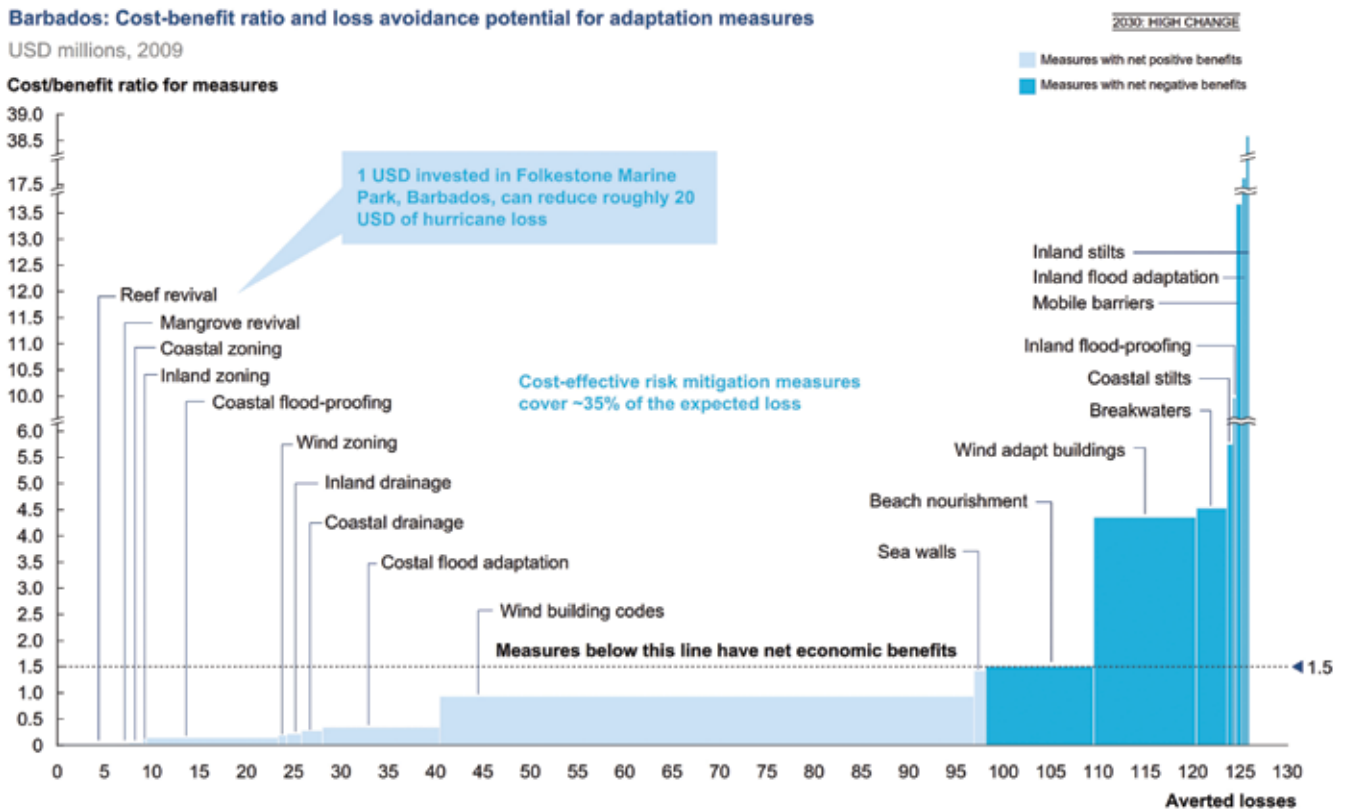 Barbados: Cost-benefit ratio and loss avoidance potential for adaptation measures
2030: HIGH CHANGE
USD millions, 2009
Measures with net positive benefits
Measures with net negative benefits
Cost/benefit ratio for measures
39.0
38.5
17.5
13.5
13.0
12.5
12.0
11.5
11.0
10.5
10.0
6.0
5.5
5.0
4.5
4.0
3.5
3.0
2.5
2.0
1.5
1.0
0.5
0
1 USD invested in Folkestone Marine
Park, Barbados, can reduce roughly 20
USD of hurricane loss
Reef revival
Mangrove revival
Coastal zoning
Inland zoning
Coastal flood-proofing
Wind zoning
Inland drainage
Coastal drainage
Costal flood adaptation
Wind building codes
Cost-effective risk mitigation measures
cover ~35% of the expected loss
Measures below this line have net economic benefits
Inland stilts
Inland flood adaptation
Mobile barriers
Inland flood-proofing
Coastal stilts
Breakwaters
Wind adapt buildings
Beach nourishment
Sea walls
1.5
0 5 10 15 20 25 30 35 40 45 50 55 60 65 70 75 80 85 90 95 100 105 110 115 120 125 130
Averted losses